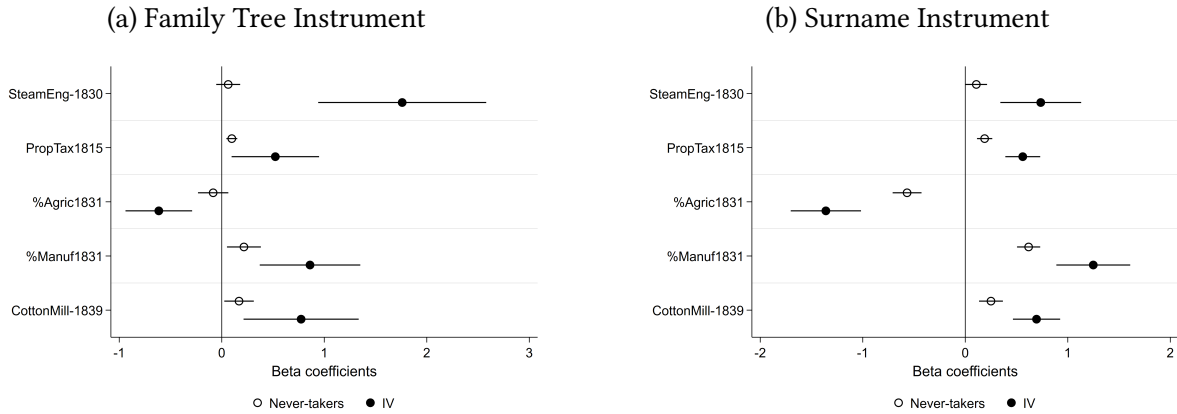 (a) Family Tree Instrument
SteamEng-1830
PropTax1815
%Agric1831
%Manuf1831
CottonMill-1839
-1 0 1 2 3
Beta coefficients
Never-takers IV
(b) Surname Instrument
SteamEng-1830
PropTax1815
%Agric1831
%Manuf1831
CottonMill-1839
-2 -1 0 1 2
Beta coefficients
Never-takers IV